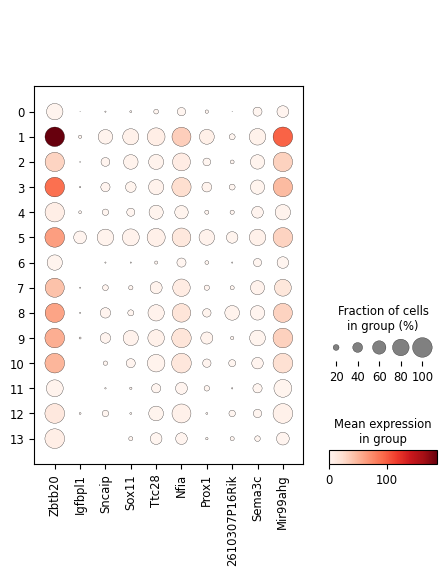 0
1
2
3
4
5
6
7
8
9
10
11
12
13
Zbtb20
Igfbpl1
Sncaip
Sox11
Ttc28
Nfia
Prox1
2610307P16Rik
Sema3c
Mir99ahg
Fraction of cells
in group (%)
20 40 60 80 100
Mean expression
in group
0 100